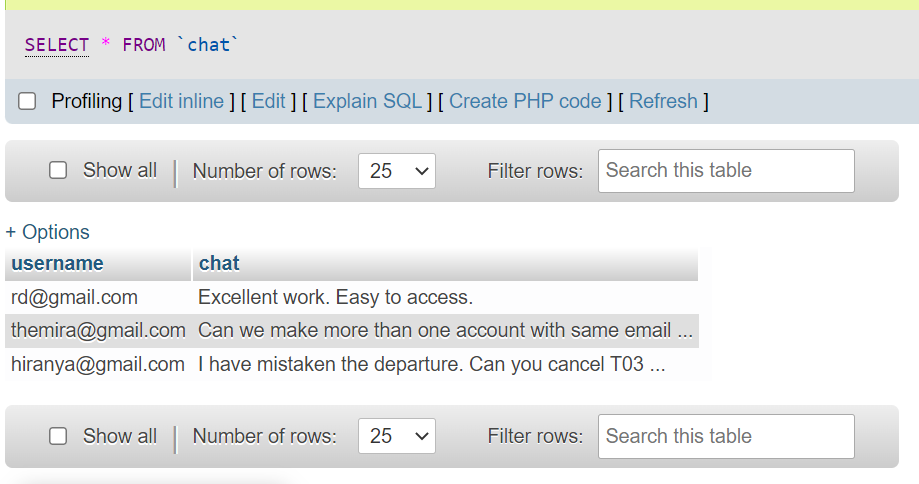 SELECT * FROM `chat`
Profiling [ Edit inline ] [ Edit ] [ Explain SQL ] [ Create PHP code ] [ Refresh ]
Show all Number of rows: 25 Filter rows: Search this table
+ Options
username chat
rd@gmail.com Excellent work. Easy to access.
themira@gmail.com Can we make more than one account with same email ...
hiranya@gmail.com I have mistaken the departure. Can you cancel T03 ...
Show all Number of rows: 25 Filter rows: Search this table